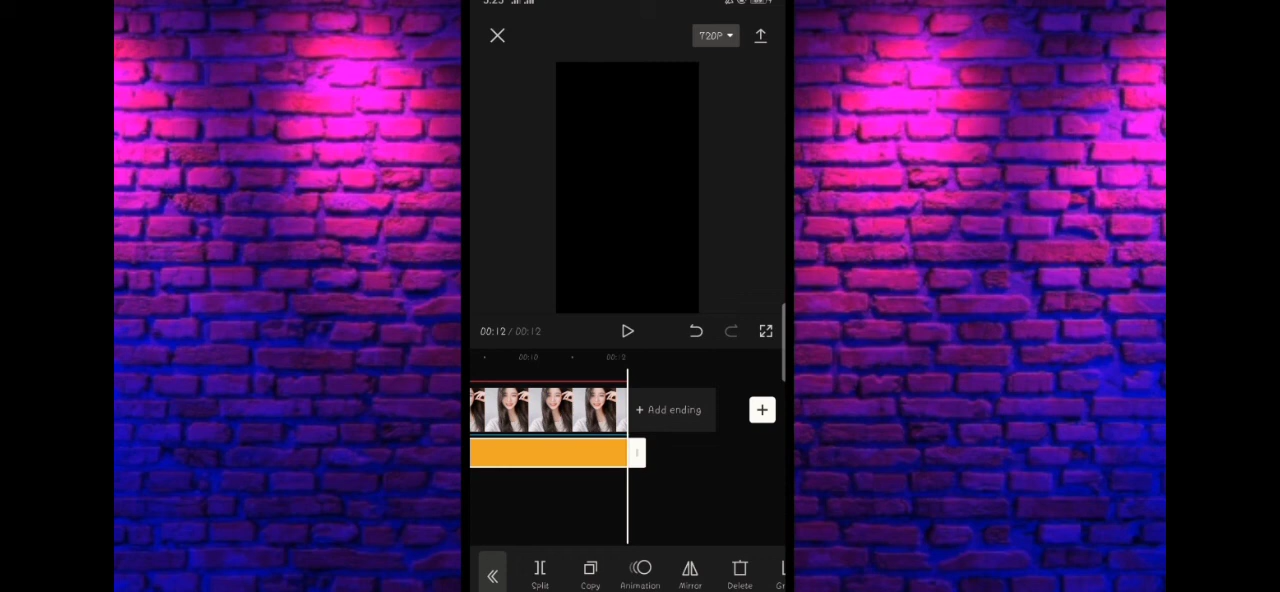 720P
00:12 / 00:12
00:10
00:12
+ Add ending
Split
Copy
Animation
Mirror
Delete